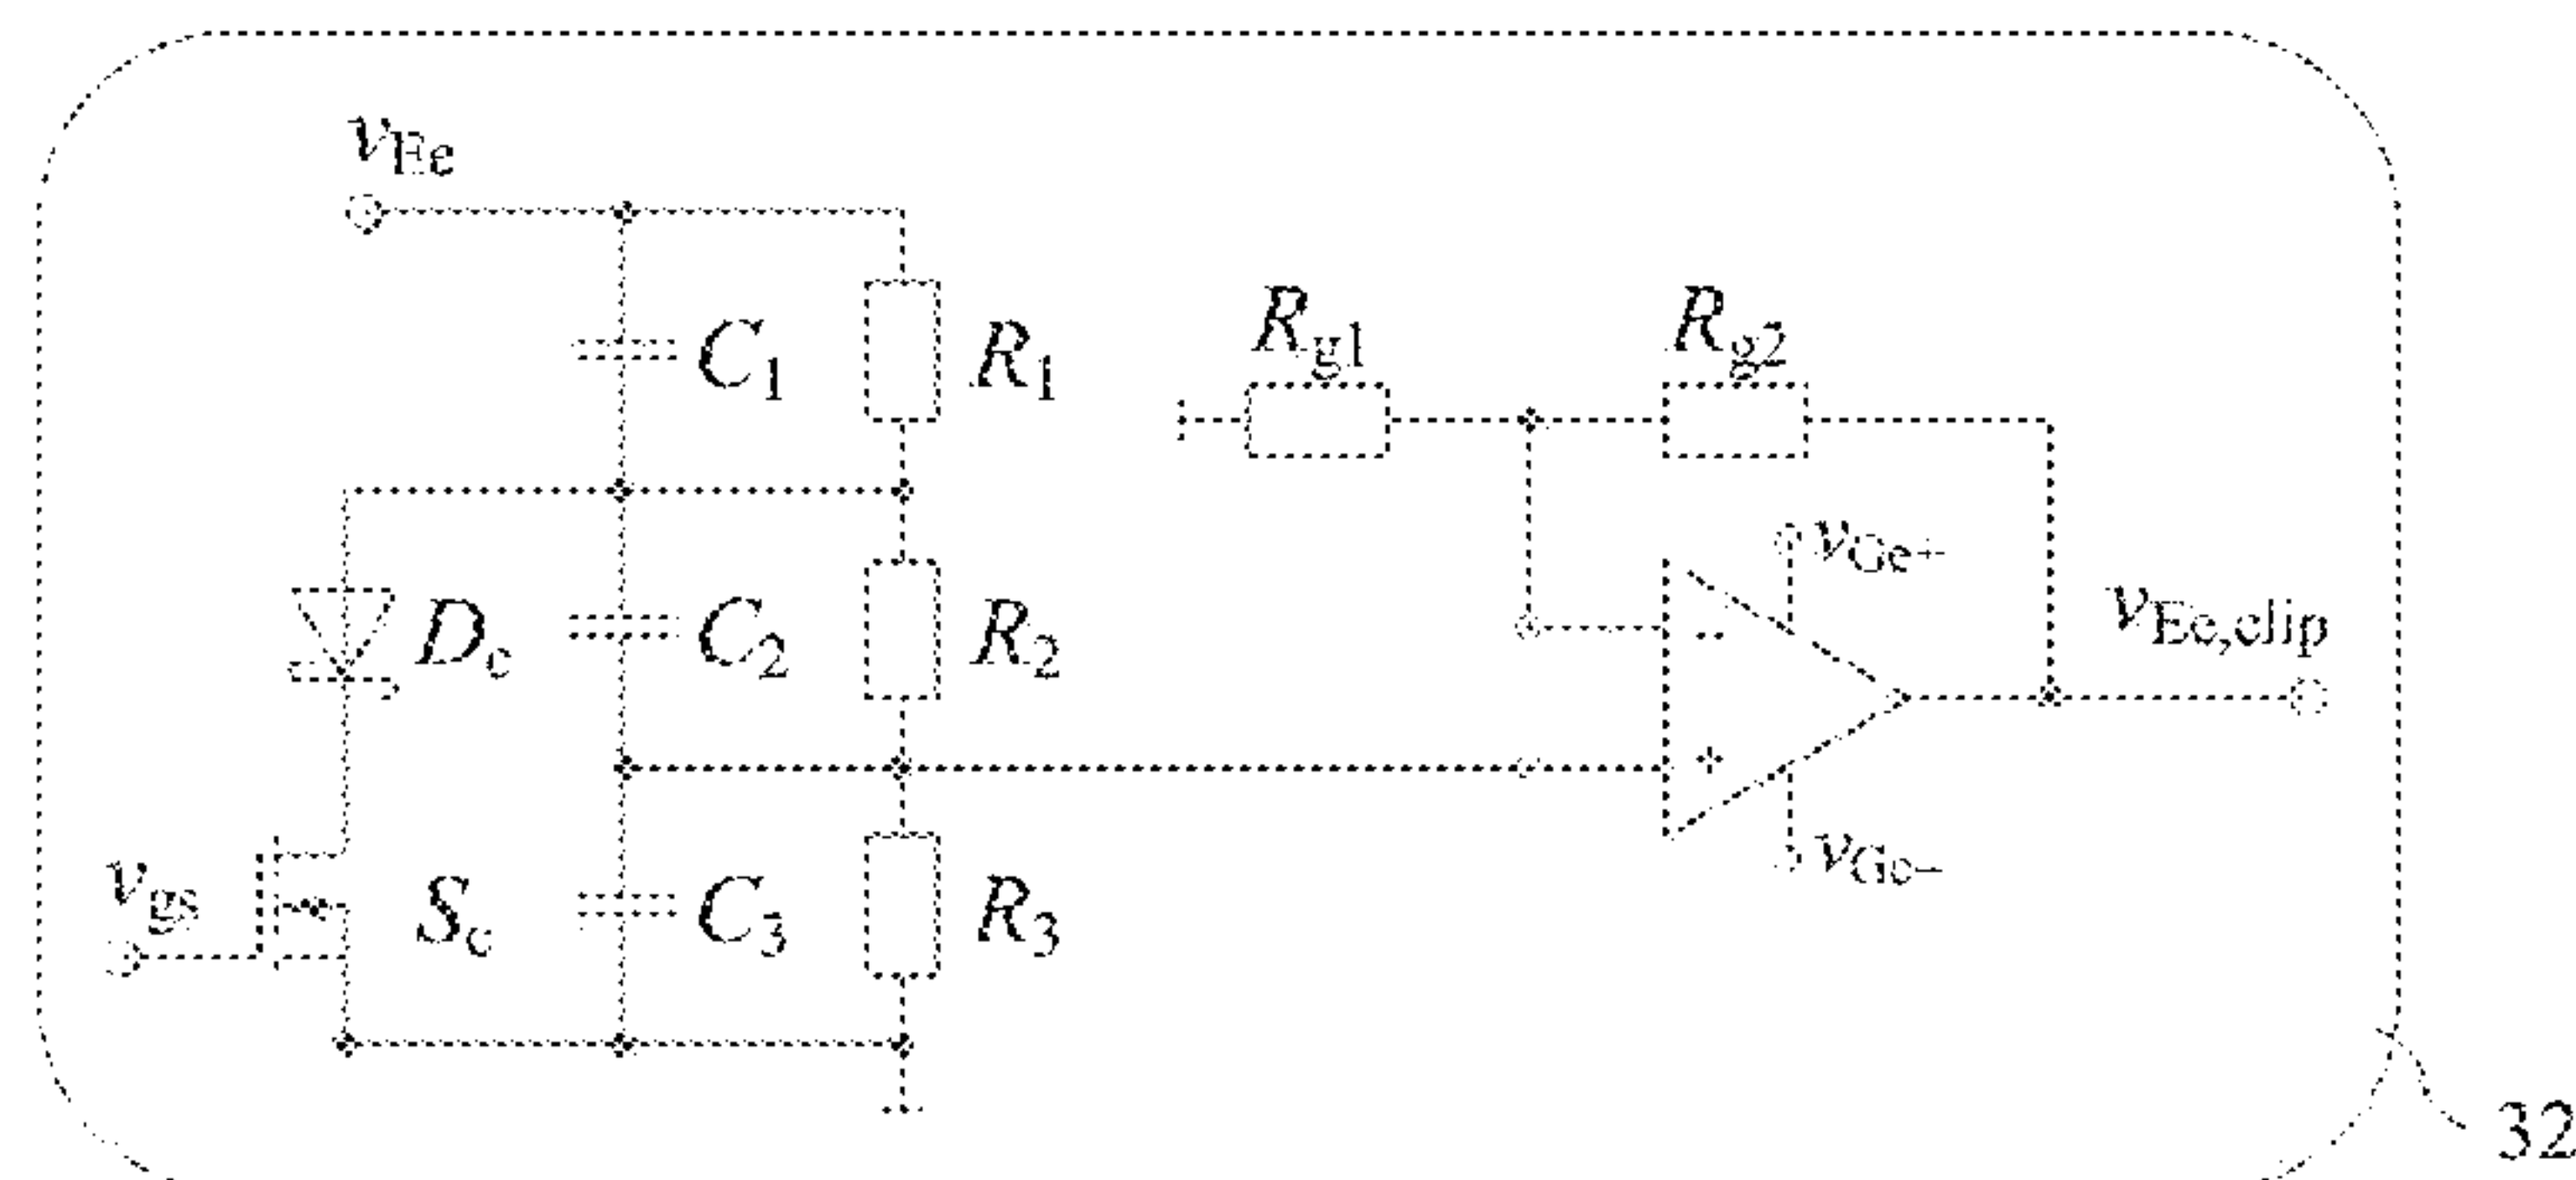 vEe
C1
R1
Rg1
Rg2
Dc
C2
R2
vGe+
vEe,clip
−
+
vGe−
vgs
Sc
C3
R3
32